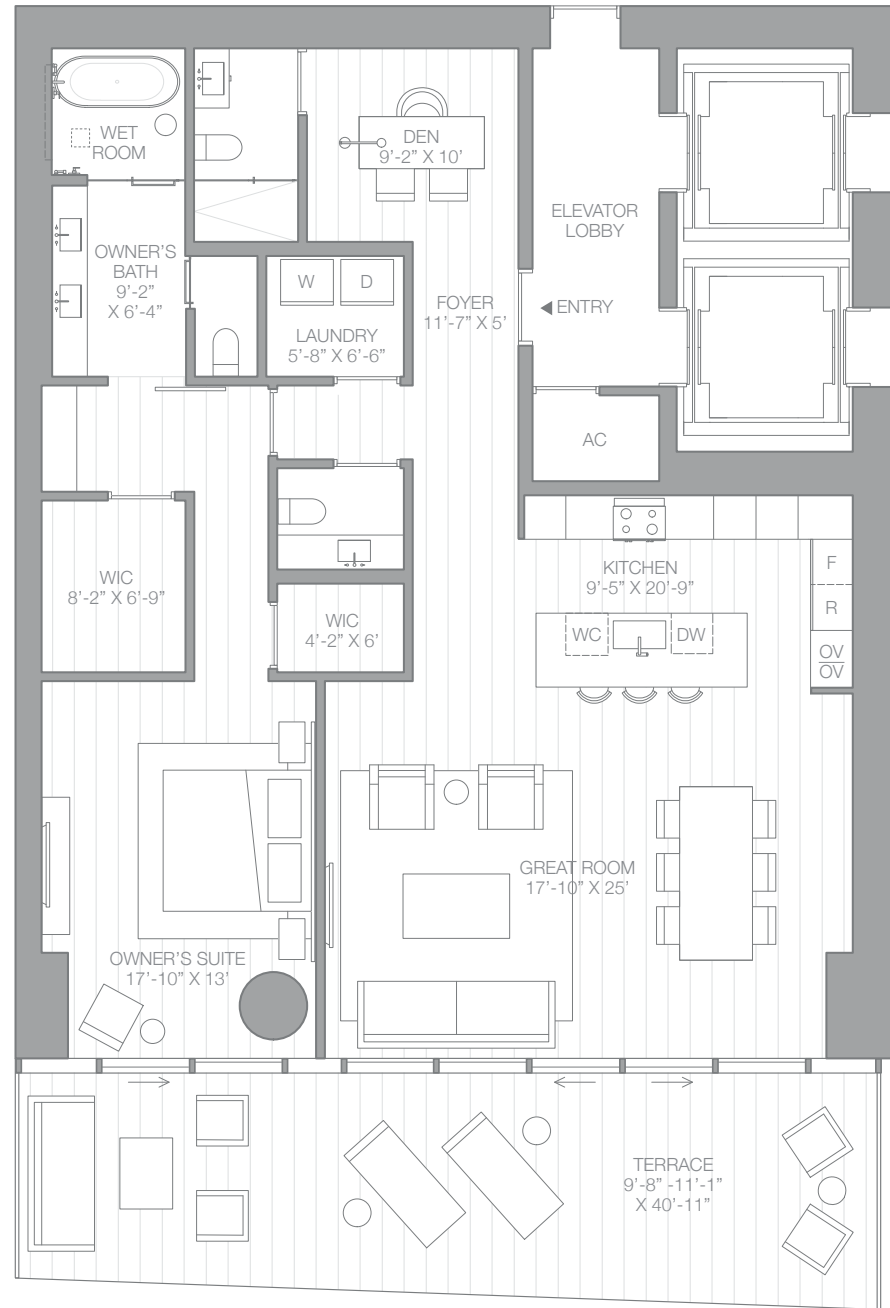 WET
ROOM
DEN
9'-2" X 10'
ELEVATOR
LOBBY
OWNER'S
BATH
9'-2"
X 6'-4"
W
D
LAUNDRY
5'-8" X 6'-6"
FOYER
11'-7" X 5'
ENTRY
AC
KITCHEN
9'-5" X 20'-9"
F
R
OV
OV
WC
DW
WIC
8'-2" X 6'-9"
WIC
4'-2" X 6'
GREAT ROOM
17'-10" X 25'
OWNER'S SUITE
17'-10" X 13'
TERRACE
9'-8" -11'-1"
X 40'-11"